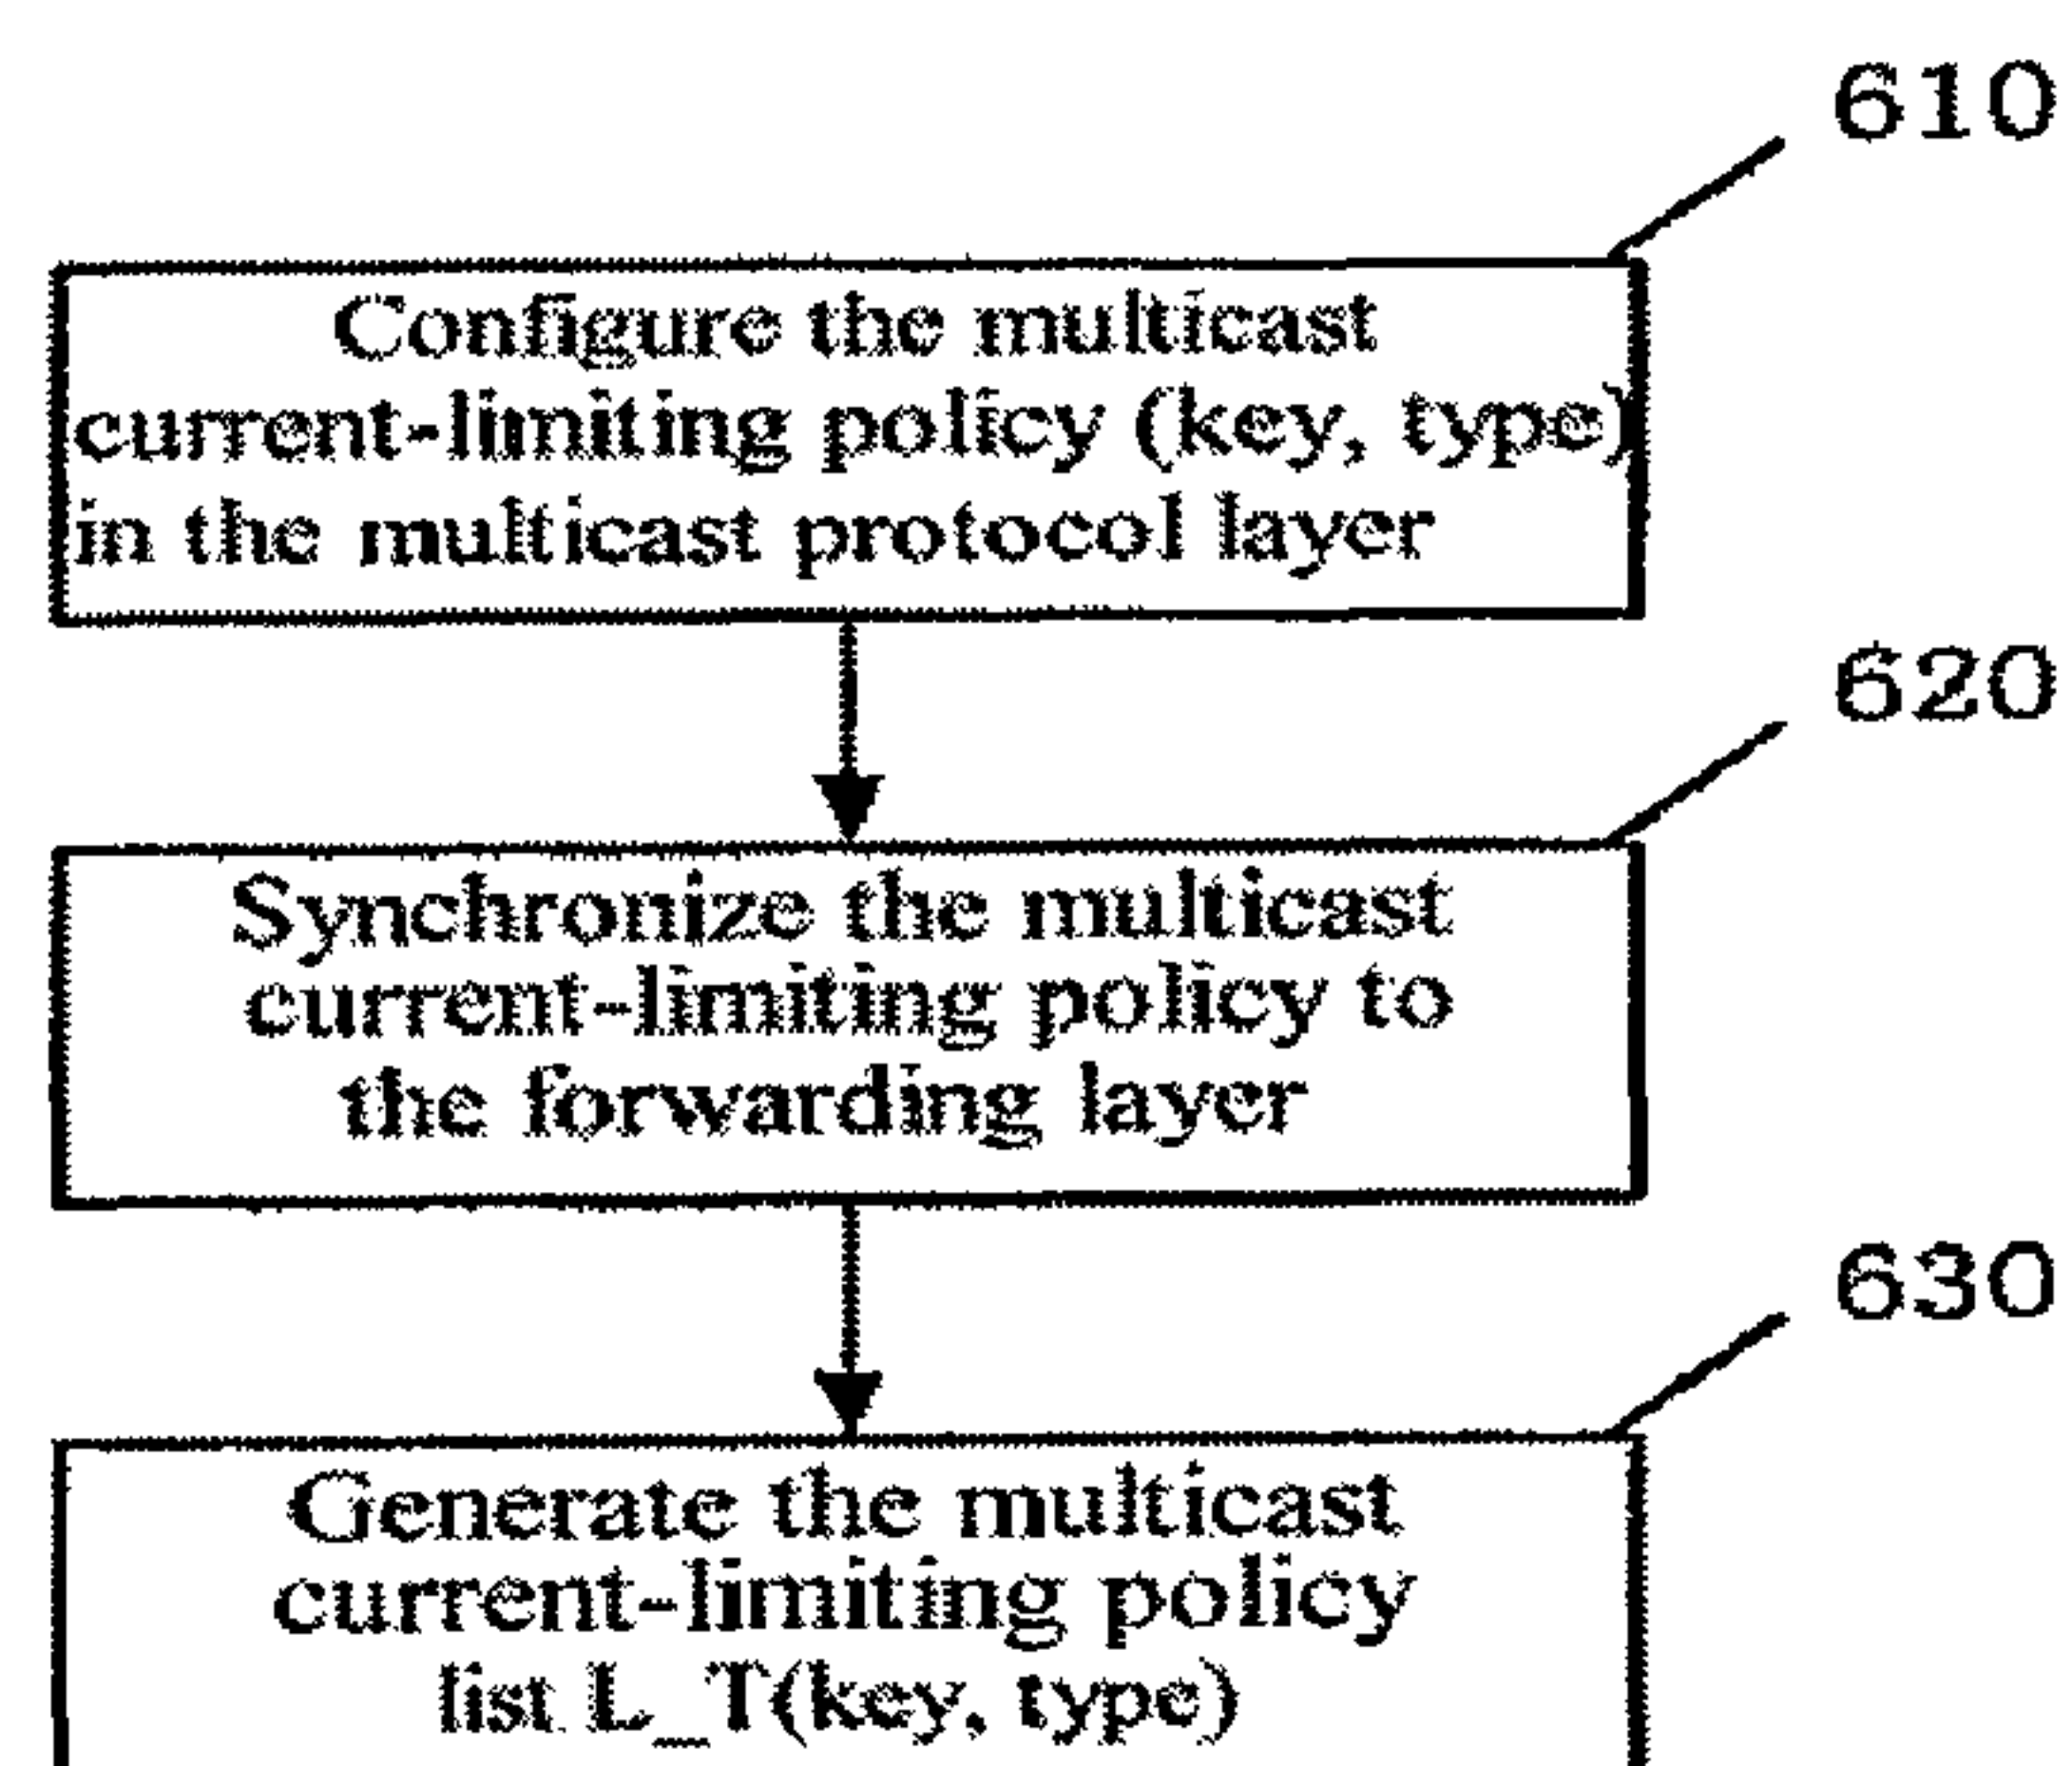 610
Configure the multicast
current-limiting policy (key, type)
in the multicast protocol layer
620
Synchronize the multicast
current-limiting policy to
the forwarding layer
630
Generate the multicast
current-limiting policy
list L_T(key, type)